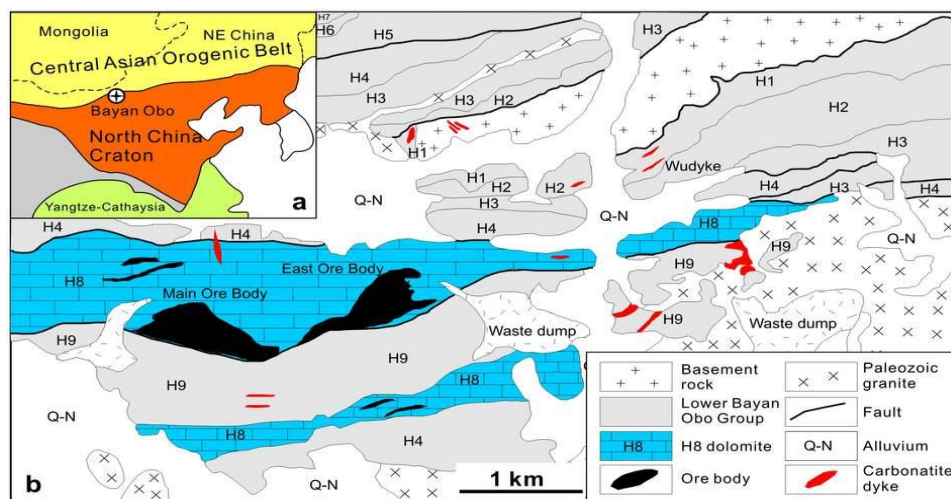 Mongolia
NE China
Central Asian Orogenic Belt
Bayan Obo
North China
Craton
Yangtze-Cathaysia
a
H7
H6
H5
H4
H3
H3
H2
H1
H3
H1
H2
H3
Wudyke
H4
H3
H4
H1
H2
H2
H3
H4
Q-N
Q-N
Q-N
H4
H4
H8
East Ore Body
Main Ore Body
H8
H9
H9
H9
H9
H9
H9
Waste dump
Waste dump
Q-N
H8
H8
H4
Q-N
b
1 km
Basement
rock
Paleozoic
granite
Lower Bayan
Obo Group
Fault
H8
H8 dolomite
Q-N
Alluvium
Ore body
Carbonatite
dyke